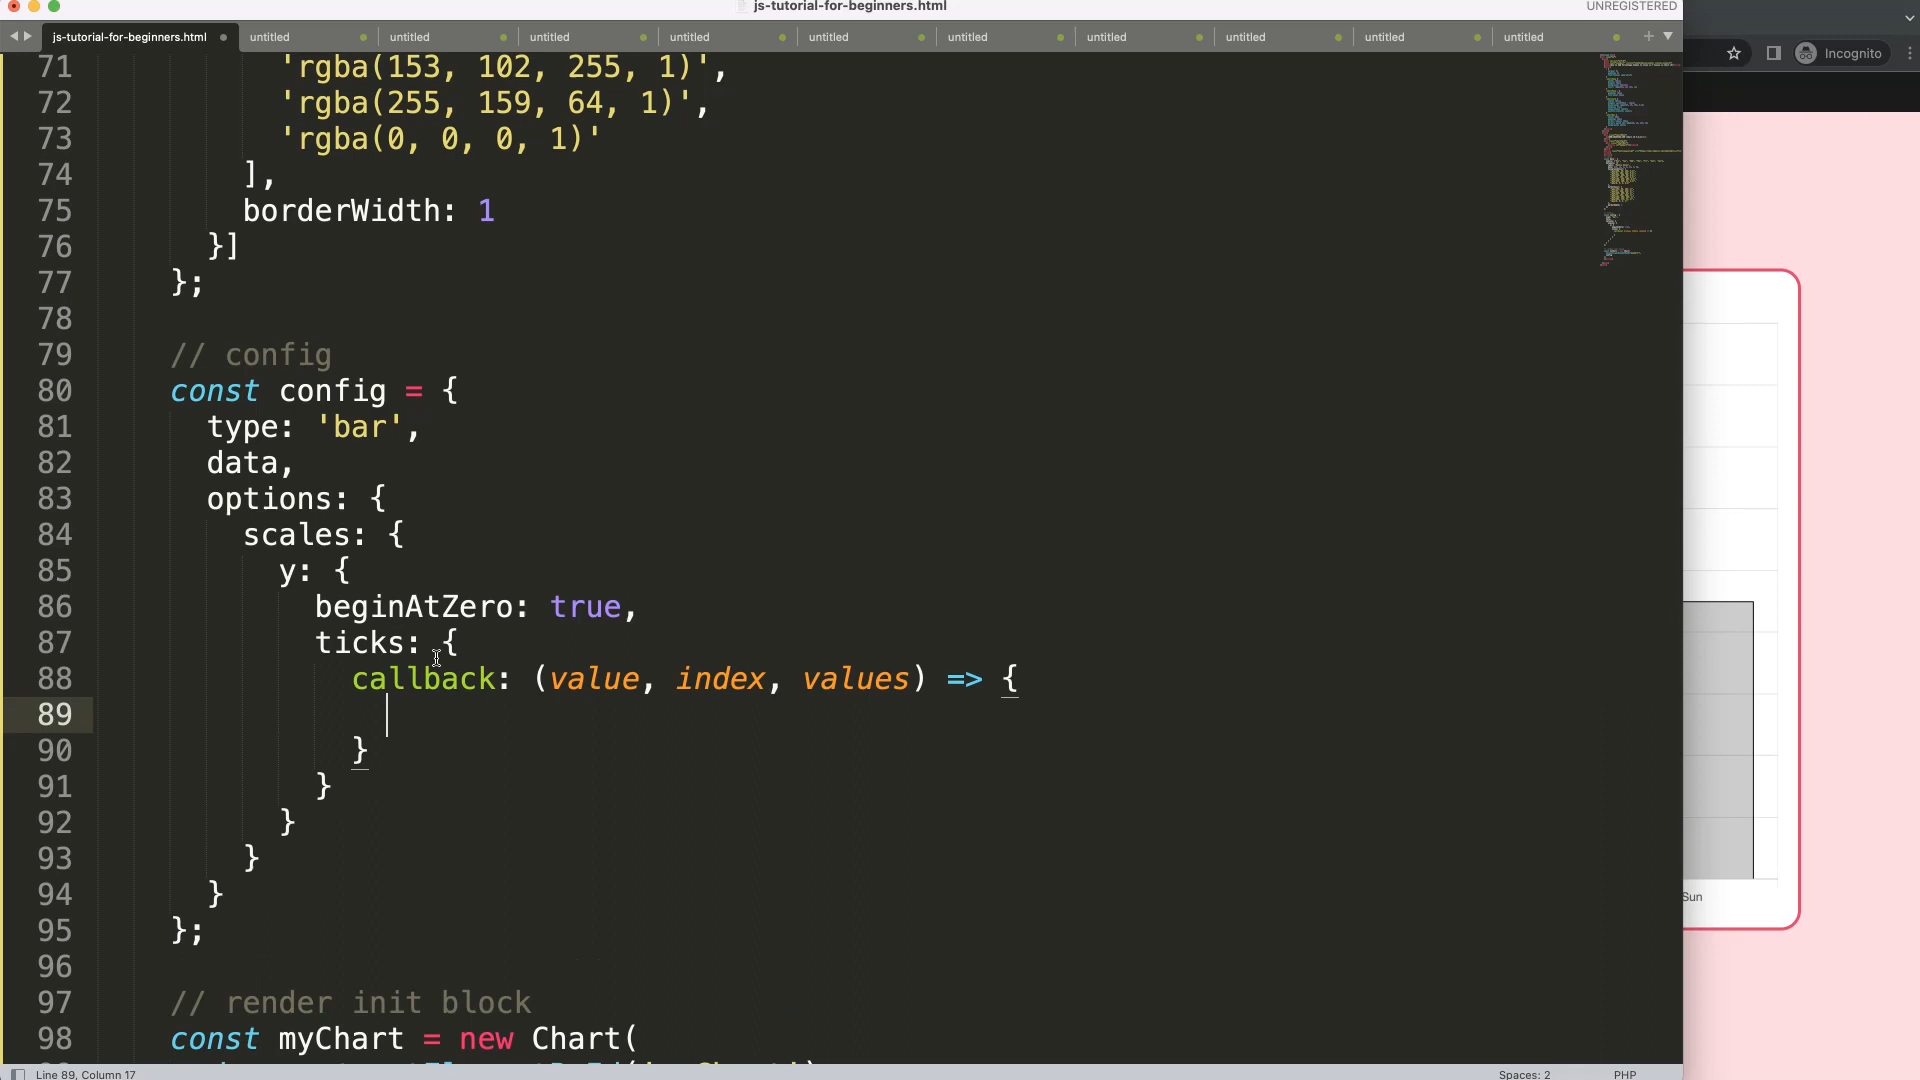 js-tutorial-for-beginners.html
UNREGISTERED
js-tutorial-for-beginners.html untitled untitled untitled untitled untitled untitled untitled untitled untitled untitled
Incognito
71 'rgba(153, 102, 255, 1)',
72 'rgba(255, 159, 64, 1)',
73 'rgba(0, 0, 0, 1)'
74 ],
75 borderWidth: 1
76 }]
77 };
78
79 // config
80 const config = {
81 type: 'bar',
82 data,
83 options: {
84 scales: {
85 y: {
86 beginAtZero: true,
87 ticks: {
88 callback: (value, index, values) => {
89
90 }
91 }
92 }
93 }
94 }
95 };
96
97 // render init block
98 const myChart = new Chart(
Sun
Line 89, Column 17
Spaces: 2
PHP